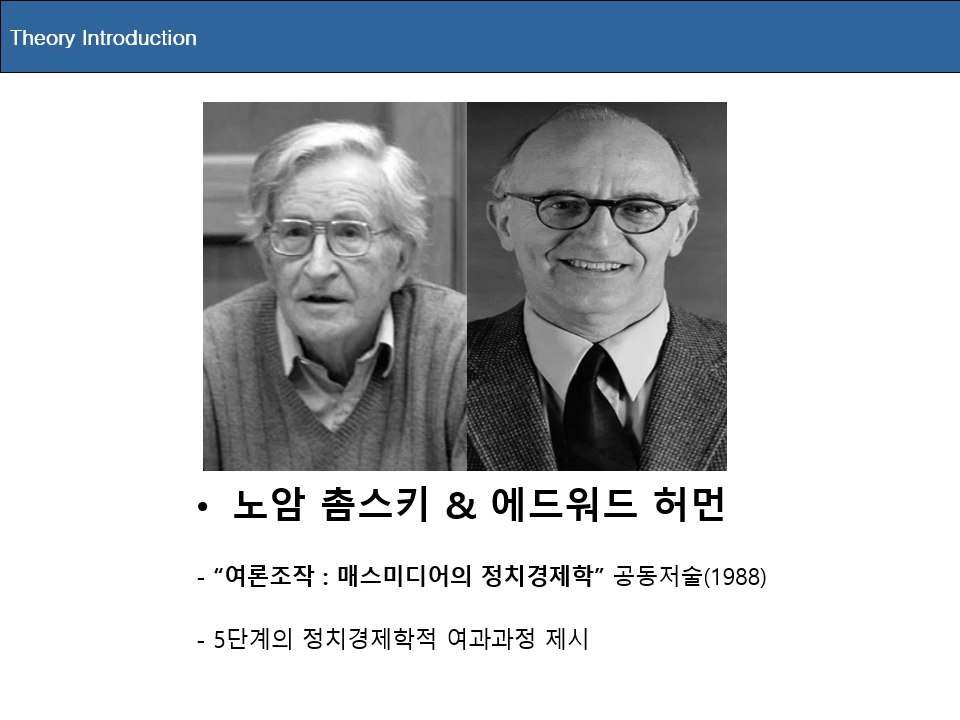 Theory Introduction
• 노암 촘스키 & 에드워드 허먼
- “여론조작 : 매스미디어의 정치경제학” 공동저술(1988)
- 5단계의 정치경제학적 여과과정 제시